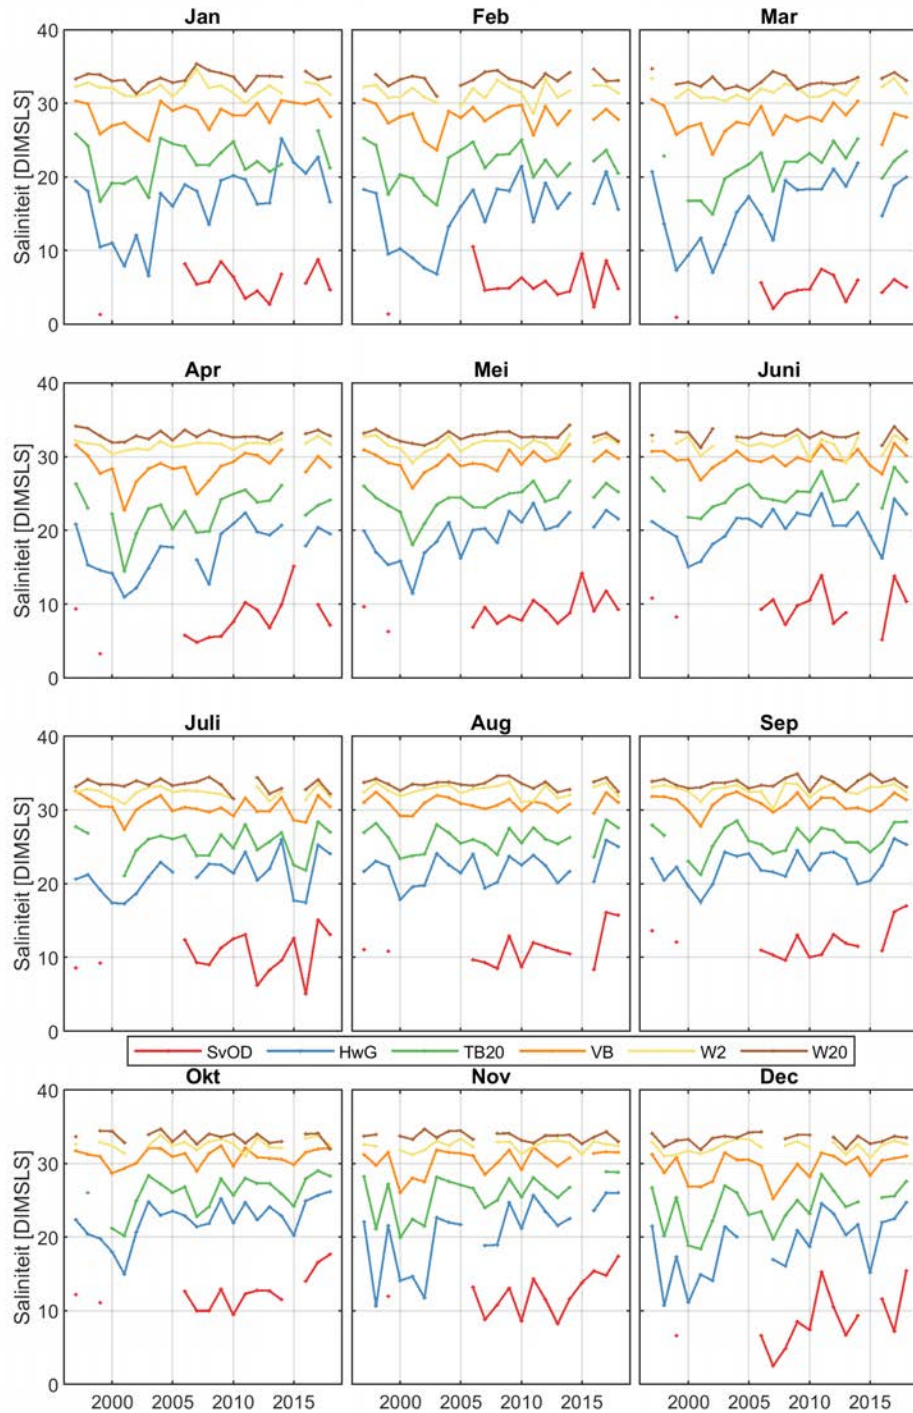 Jan Feb Mar
40
30
20
10
0
Saliniteit [DIMSLS]
Apr Mei Juni
40
30
20
10
0
Saliniteit [DIMSLS]
Juli Aug Sep
40
30
20
10
0
Saliniteit [DIMSLS]
SvOD HwG TB20 VB W2 W20
Okt Nov Dec
40
30
20
10
0
Saliniteit [DIMSLS]
2000 2005 2010 2015 2000 2005 2010 2015 2000 2005 2010 2015